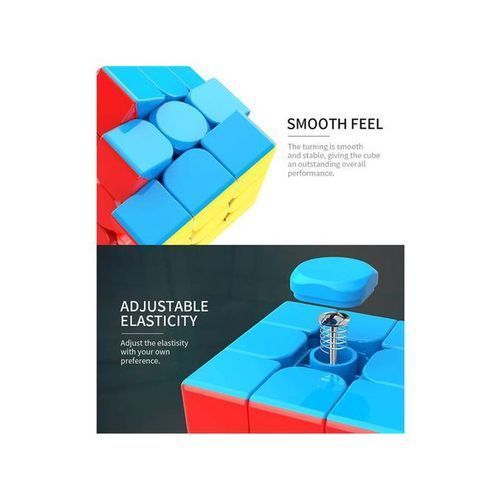 SMOOTH FEEL
The turning is smooth
and stable, giving the cube
an outstanding overall
performance.
ADJUSTABLE
ELASTICITY
Adjust the elasticity
with your own
preference.